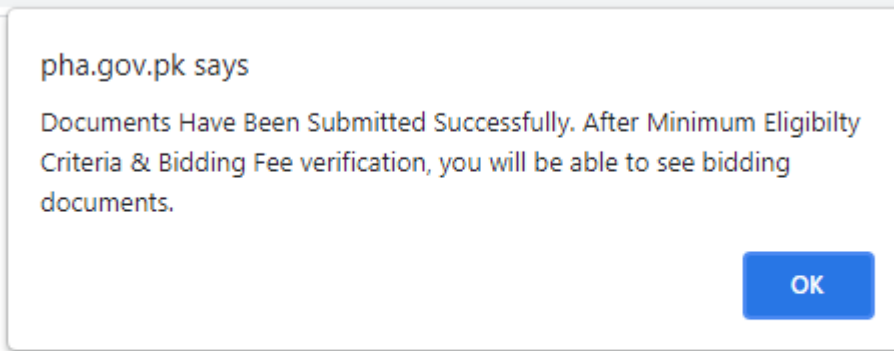 pha.gov.pk says
Documents Have Been Submitted Successfully. After Minimum Eligibilty
Criteria & Bidding Fee verification, you will be able to see bidding
documents.
OK